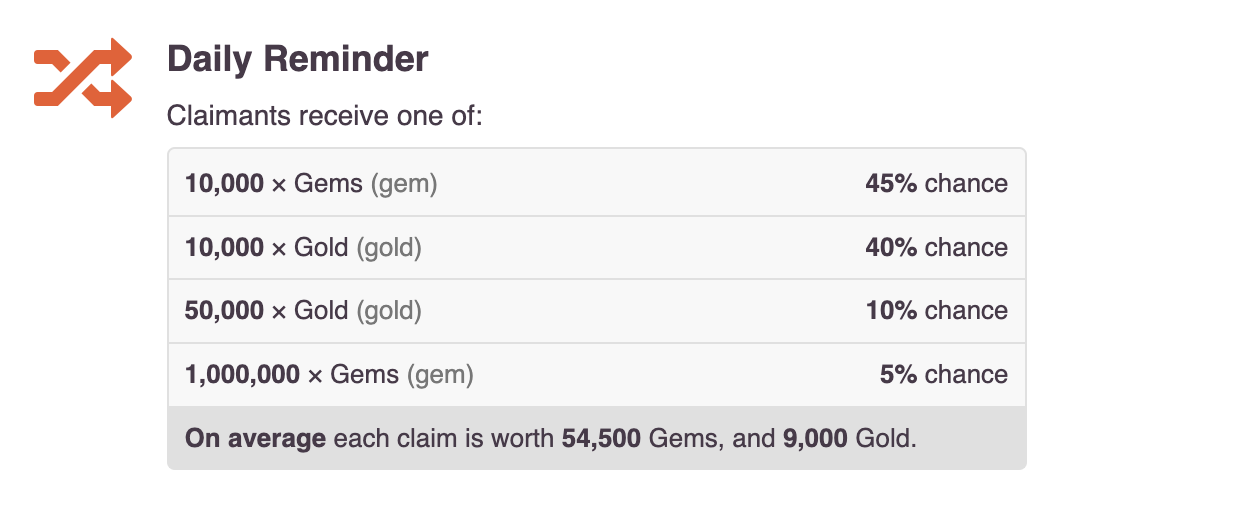 Daily Reminder
Claimants receive one of:
10,000 × Gems (gem) 45% chance
10,000 × Gold (gold) 40% chance
50,000 × Gold (gold) 10% chance
1,000,000 × Gems (gem) 5% chance
On average each claim is worth 54,500 Gems, and 9,000 Gold.